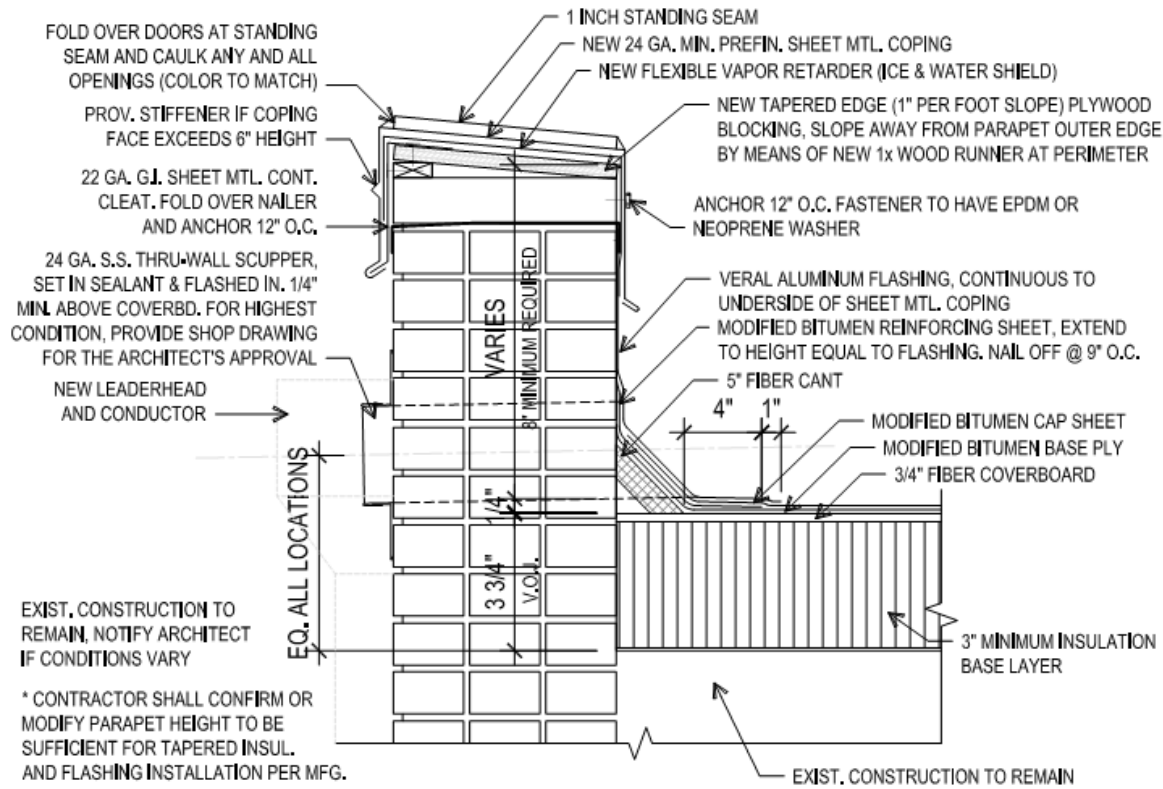 FOLD OVER DOORS AT STANDING
SEAM AND CAULK ANY AND ALL
OPENINGS (COLOR TO MATCH)
PROV. STIFFENER IF COPING
FACE EXCEEDS 6" HEIGHT
22 GA. G.I. SHEET MTL. CONT.
CLEAT. FOLD OVER NAILER
AND ANCHOR 12" O.C.
24 GA. S.S. THRU-WALL SCUPPER,
SET IN SEALANT & FLASHED IN. 1/4"
MIN. ABOVE COVERBD. FOR HIGHEST
CONDITION, PROVIDE SHOP DRAWING
FOR THE ARCHITECT'S APPROVAL
NEW LEADERHEAD
AND CONDUCTOR
EQ. ALL LOCATIONS
EXIST. CONSTRUCTION TO
REMAIN, NOTIFY ARCHITECT
IF CONDITIONS VARY
* CONTRACTOR SHALL CONFIRM OR
MODIFY PARAPET HEIGHT TO BE
SUFFICIENT FOR TAPERED INSUL.
AND FLASHING INSTALLATION PER MFG.
VARIES
8" MINIMUM REQUIRED
1/4"
3 3/4"
V.O.J.
1 INCH STANDING SEAM
NEW 24 GA. MIN. PREFIN. SHEET MTL. COPING
NEW FLEXIBLE VAPOR RETARDER (ICE & WATER SHIELD)
NEW TAPERED EDGE (1" PER FOOT SLOPE) PLYWOOD
BLOCKING, SLOPE AWAY FROM PARAPET OUTER EDGE
BY MEANS OF NEW 1x WOOD RUNNER AT PERIMETER
ANCHOR 12" O.C. FASTENER TO HAVE EPDM OR
NEOPRENE WASHER
VERAL ALUMINUM FLASHING, CONTINUOUS TO
UNDERSIDE OF SHEET MTL. COPING
MODIFIED BITUMEN REINFORCING SHEET, EXTEND
TO HEIGHT EQUAL TO FLASHING. NAIL OFF @ 9" O.C.
5" FIBER CANT
4" 1"
MODIFIED BITUMEN CAP SHEET
MODIFIED BITUMEN BASE PLY
3/4" FIBER COVERBOARD
3" MINIMUM INSULATION
BASE LAYER
EXIST. CONSTRUCTION TO REMAIN